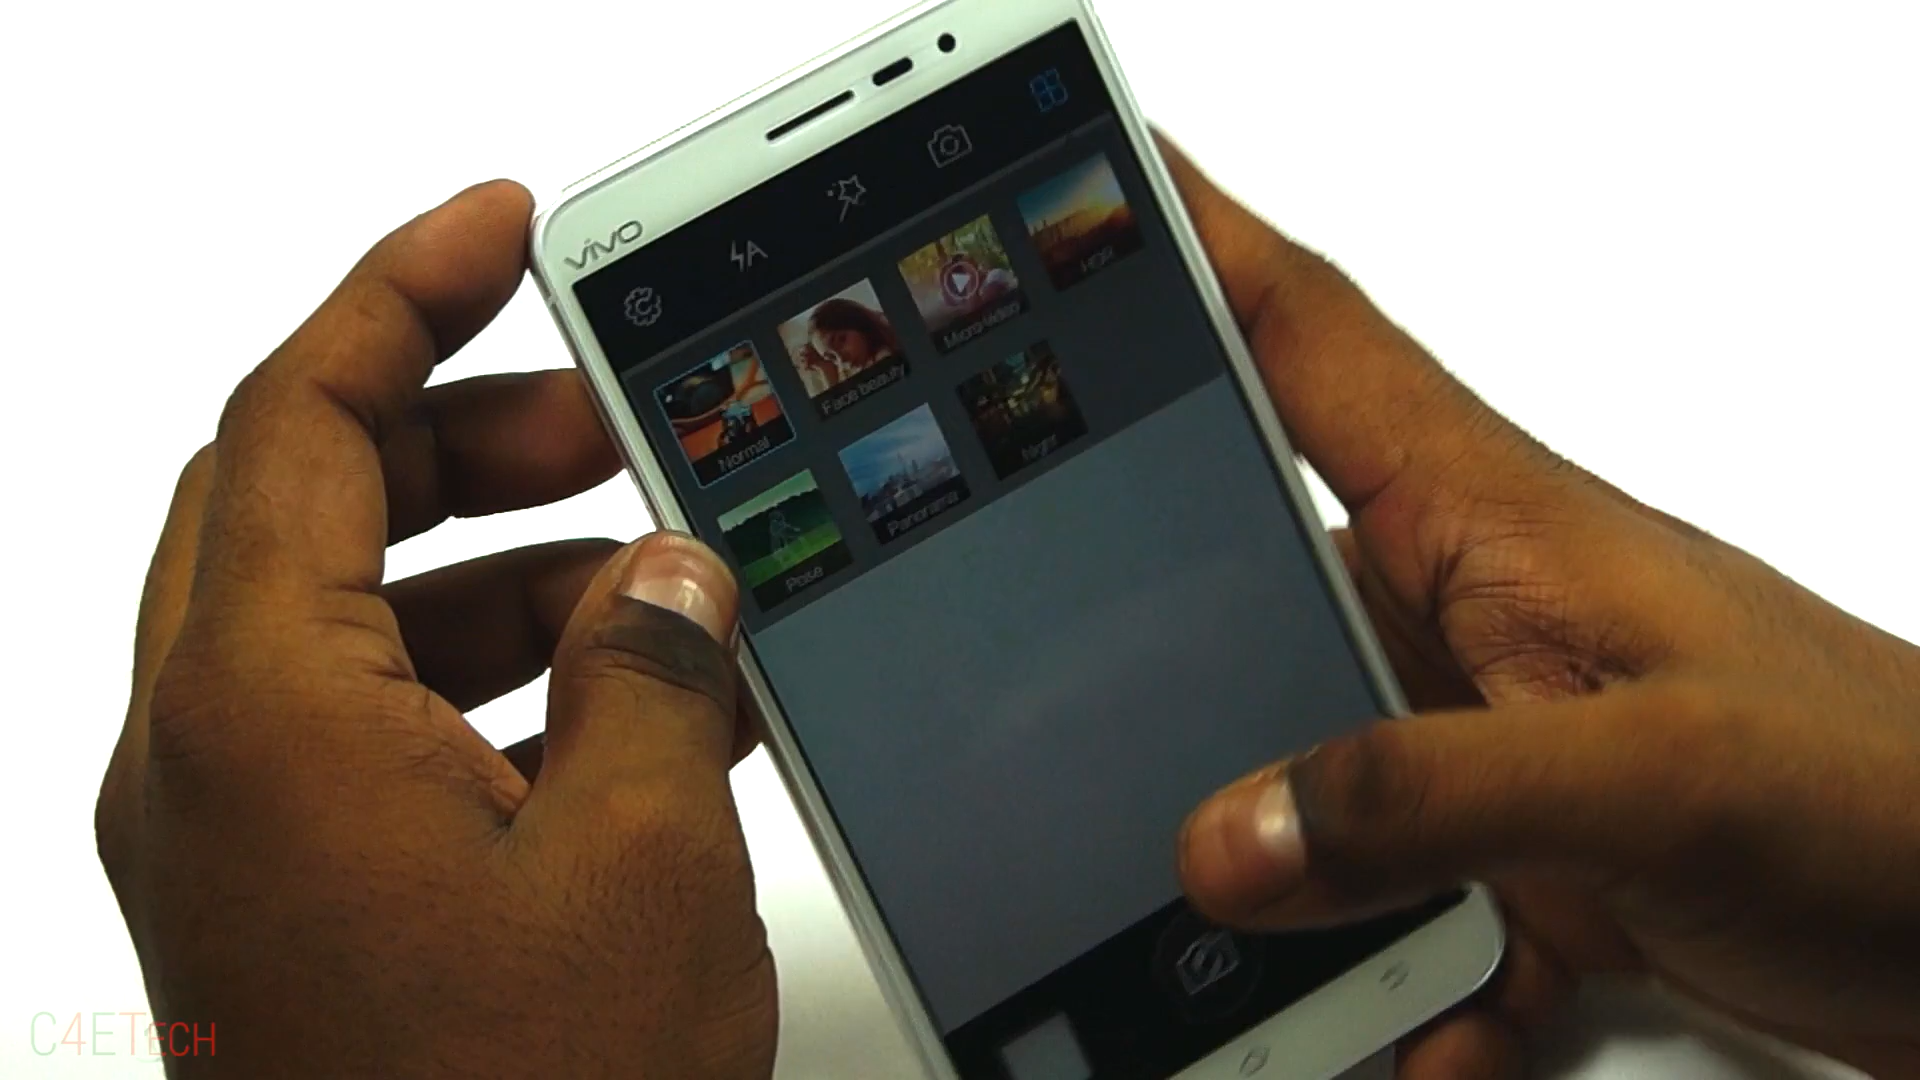 vivo
Normal
Face beauty
Micro video
HDR
Pose
Panorama
Night
C4ETECH